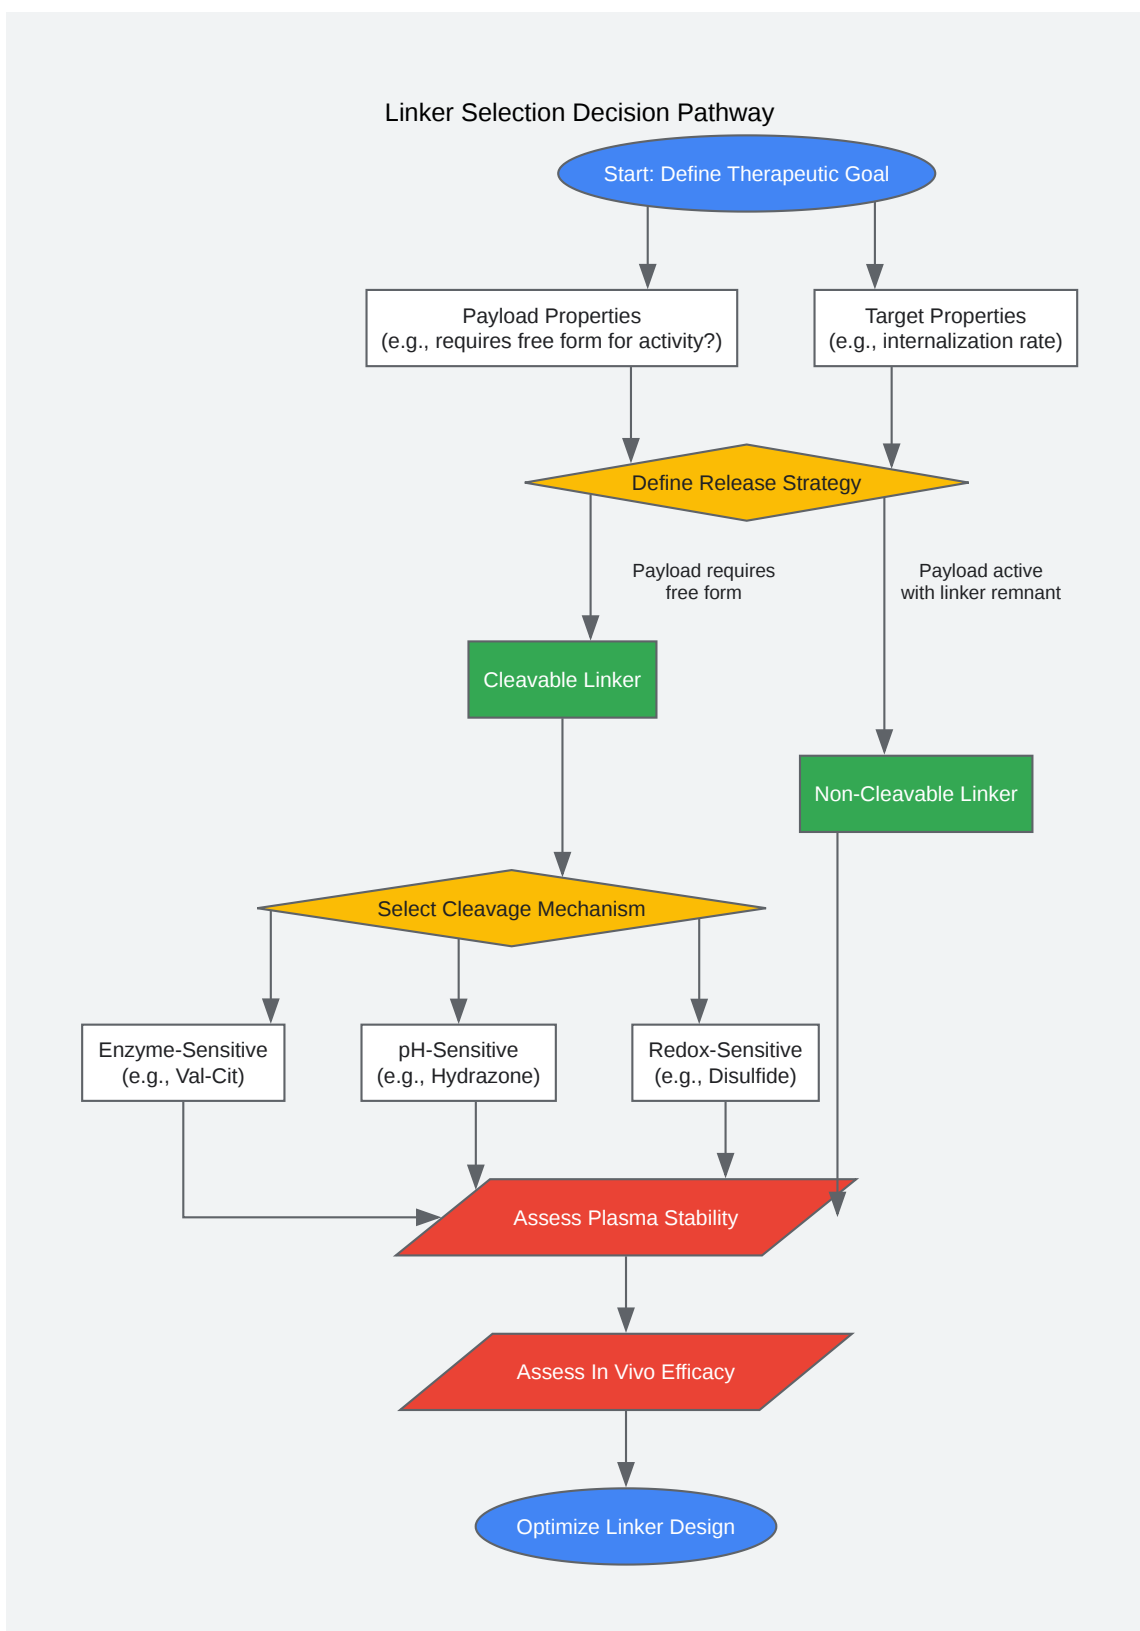 Linker Selection Decision Pathway
Start: Define Therapeutic Goal
Payload Properties
(e.g., requires free form for activity?)
Target Properties
(e.g., internalization rate)
Define Release Strategy
Payload requires
free form
Payload active
with linker remnant
Cleavable Linker
Non-Cleavable Linker
Select Cleavage Mechanism
Enzyme-Sensitive
(e.g., Val-Cit)
pH-Sensitive
(e.g., Hydrazone)
Redox-Sensitive
(e.g., Disulfide)
Assess Plasma Stability
Assess In Vivo Efficacy
Optimize Linker Design